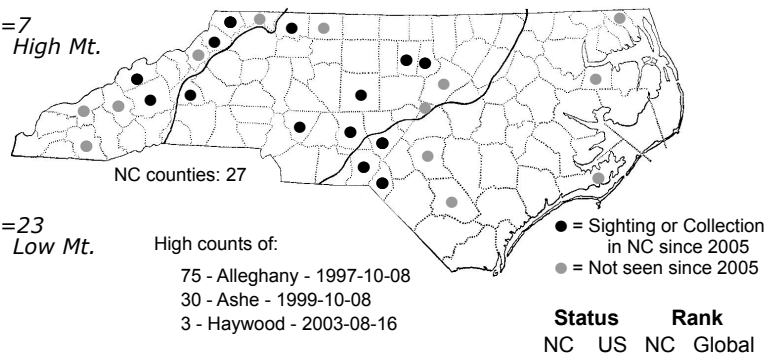 =7
High Mt.
NC counties: 27
=23
Low Mt.
High counts of:
75 - Alleghany - 1997-10-08
30 - Ashe - 1999-10-08
3 - Haywood - 2003-08-16
= Sighting or Collection
in NC since 2005
= Not seen since 2005
Status Rank
NC US NC Global